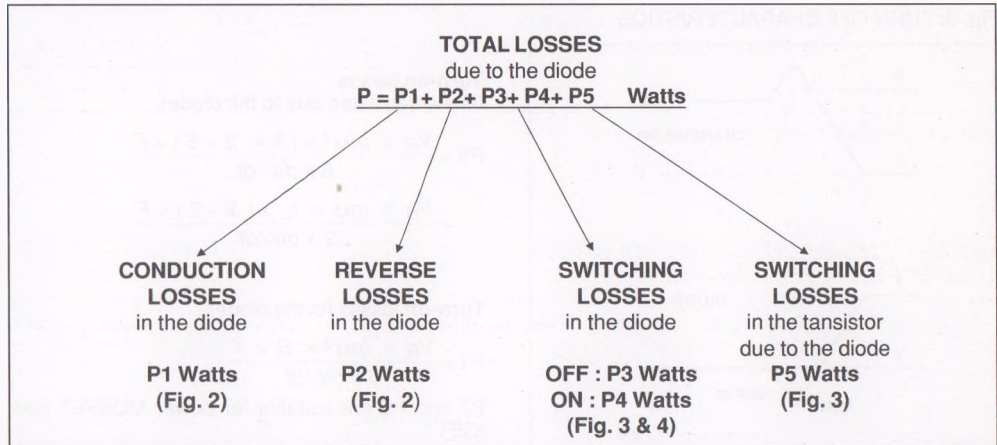 TOTAL LOSSES
due to the diode
P = P1+ P2+ P3+ P4+ P5 Watts
CONDUCTION
LOSSES
in the diode
P1 Watts
(Fig. 2)
REVERSE
LOSSES
in the diode
P2 Watts
(Fig. 2)
SWITCHING
LOSSES
in the diode
OFF : P3 Watts
ON : P4 Watts
(Fig. 3 & 4)
SWITCHING
LOSSES
in the tansistor
due to the diode
P5 Watts
(Fig. 3)